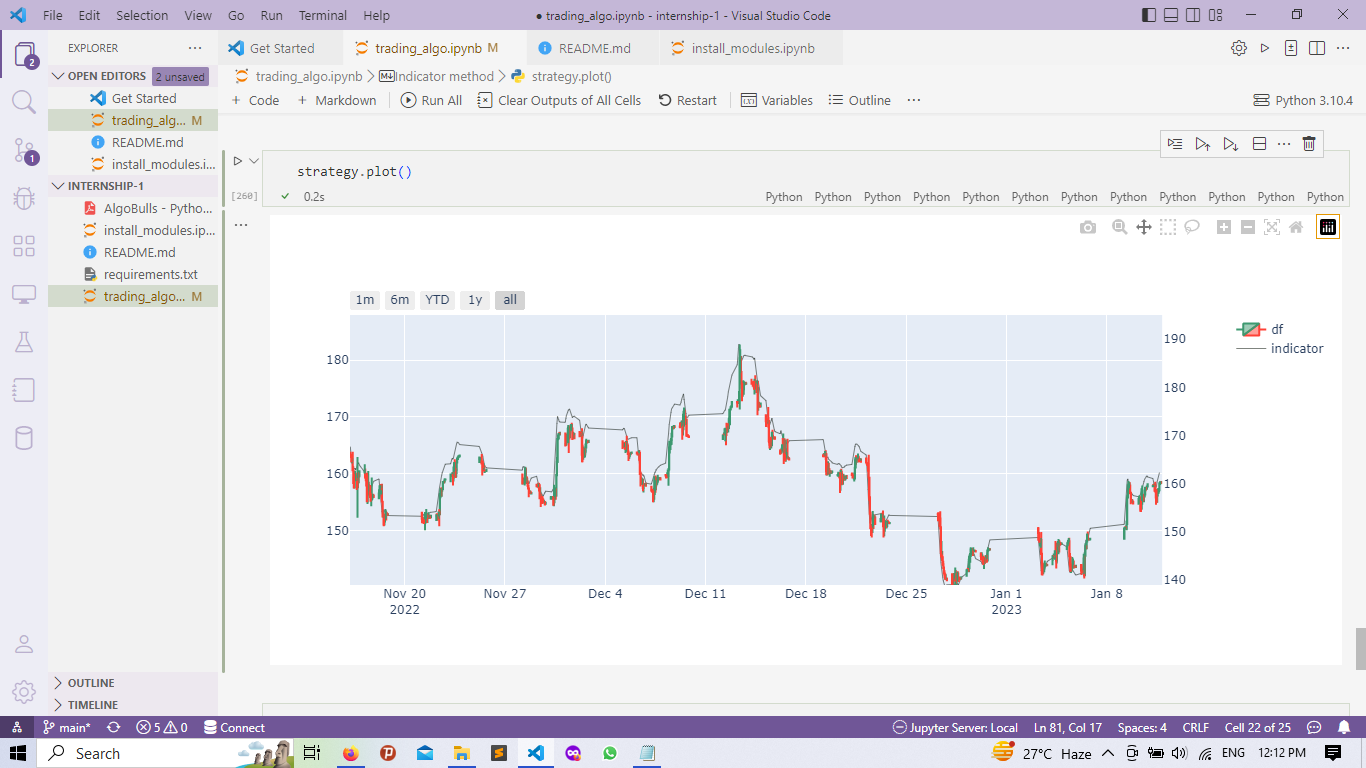 File Edit Selection View Go Run Terminal Help
● trading_algo.ipynb - internship-1 - Visual Studio Code
EXPLORER ...
OPEN EDITORS 2 unsaved
Get Started
trading_alg... M
README.md
install_modules.i...
INTERNSHIP-1
AlgoBulls - Pytho...
install_modules.ip...
README.md
requirements.txt
trading_algo... M
OUTLINE
TIMELINE
2
1
Get Started
trading_algo.ipynb M
README.md
install_modules.ipynb
trading_algo.ipynb > Indicator method > strategy.plot()
+ Code + Markdown Run All Clear Outputs of All Cells Restart Variables Outline ...
Python 3.10.4
strategy.plot()
[260] ✓ 0.2s
Python Python Python Python Python Python Python Python Python Python Python Python
1m 6m YTD 1y all
180
170
160
150
190
180
170
160
150
140
Nov 20 Nov 27 Dec 4 Dec 11 Dec 18 Dec 25 Jan 1 Jan 8
2022 2023
df
indicator
main* 5 0 Connect
Jupyter Server: Local Ln 81, Col 17 Spaces: 4 CRLF Cell 22 of 25
Search
27°C Haze ENG 12:12 PM